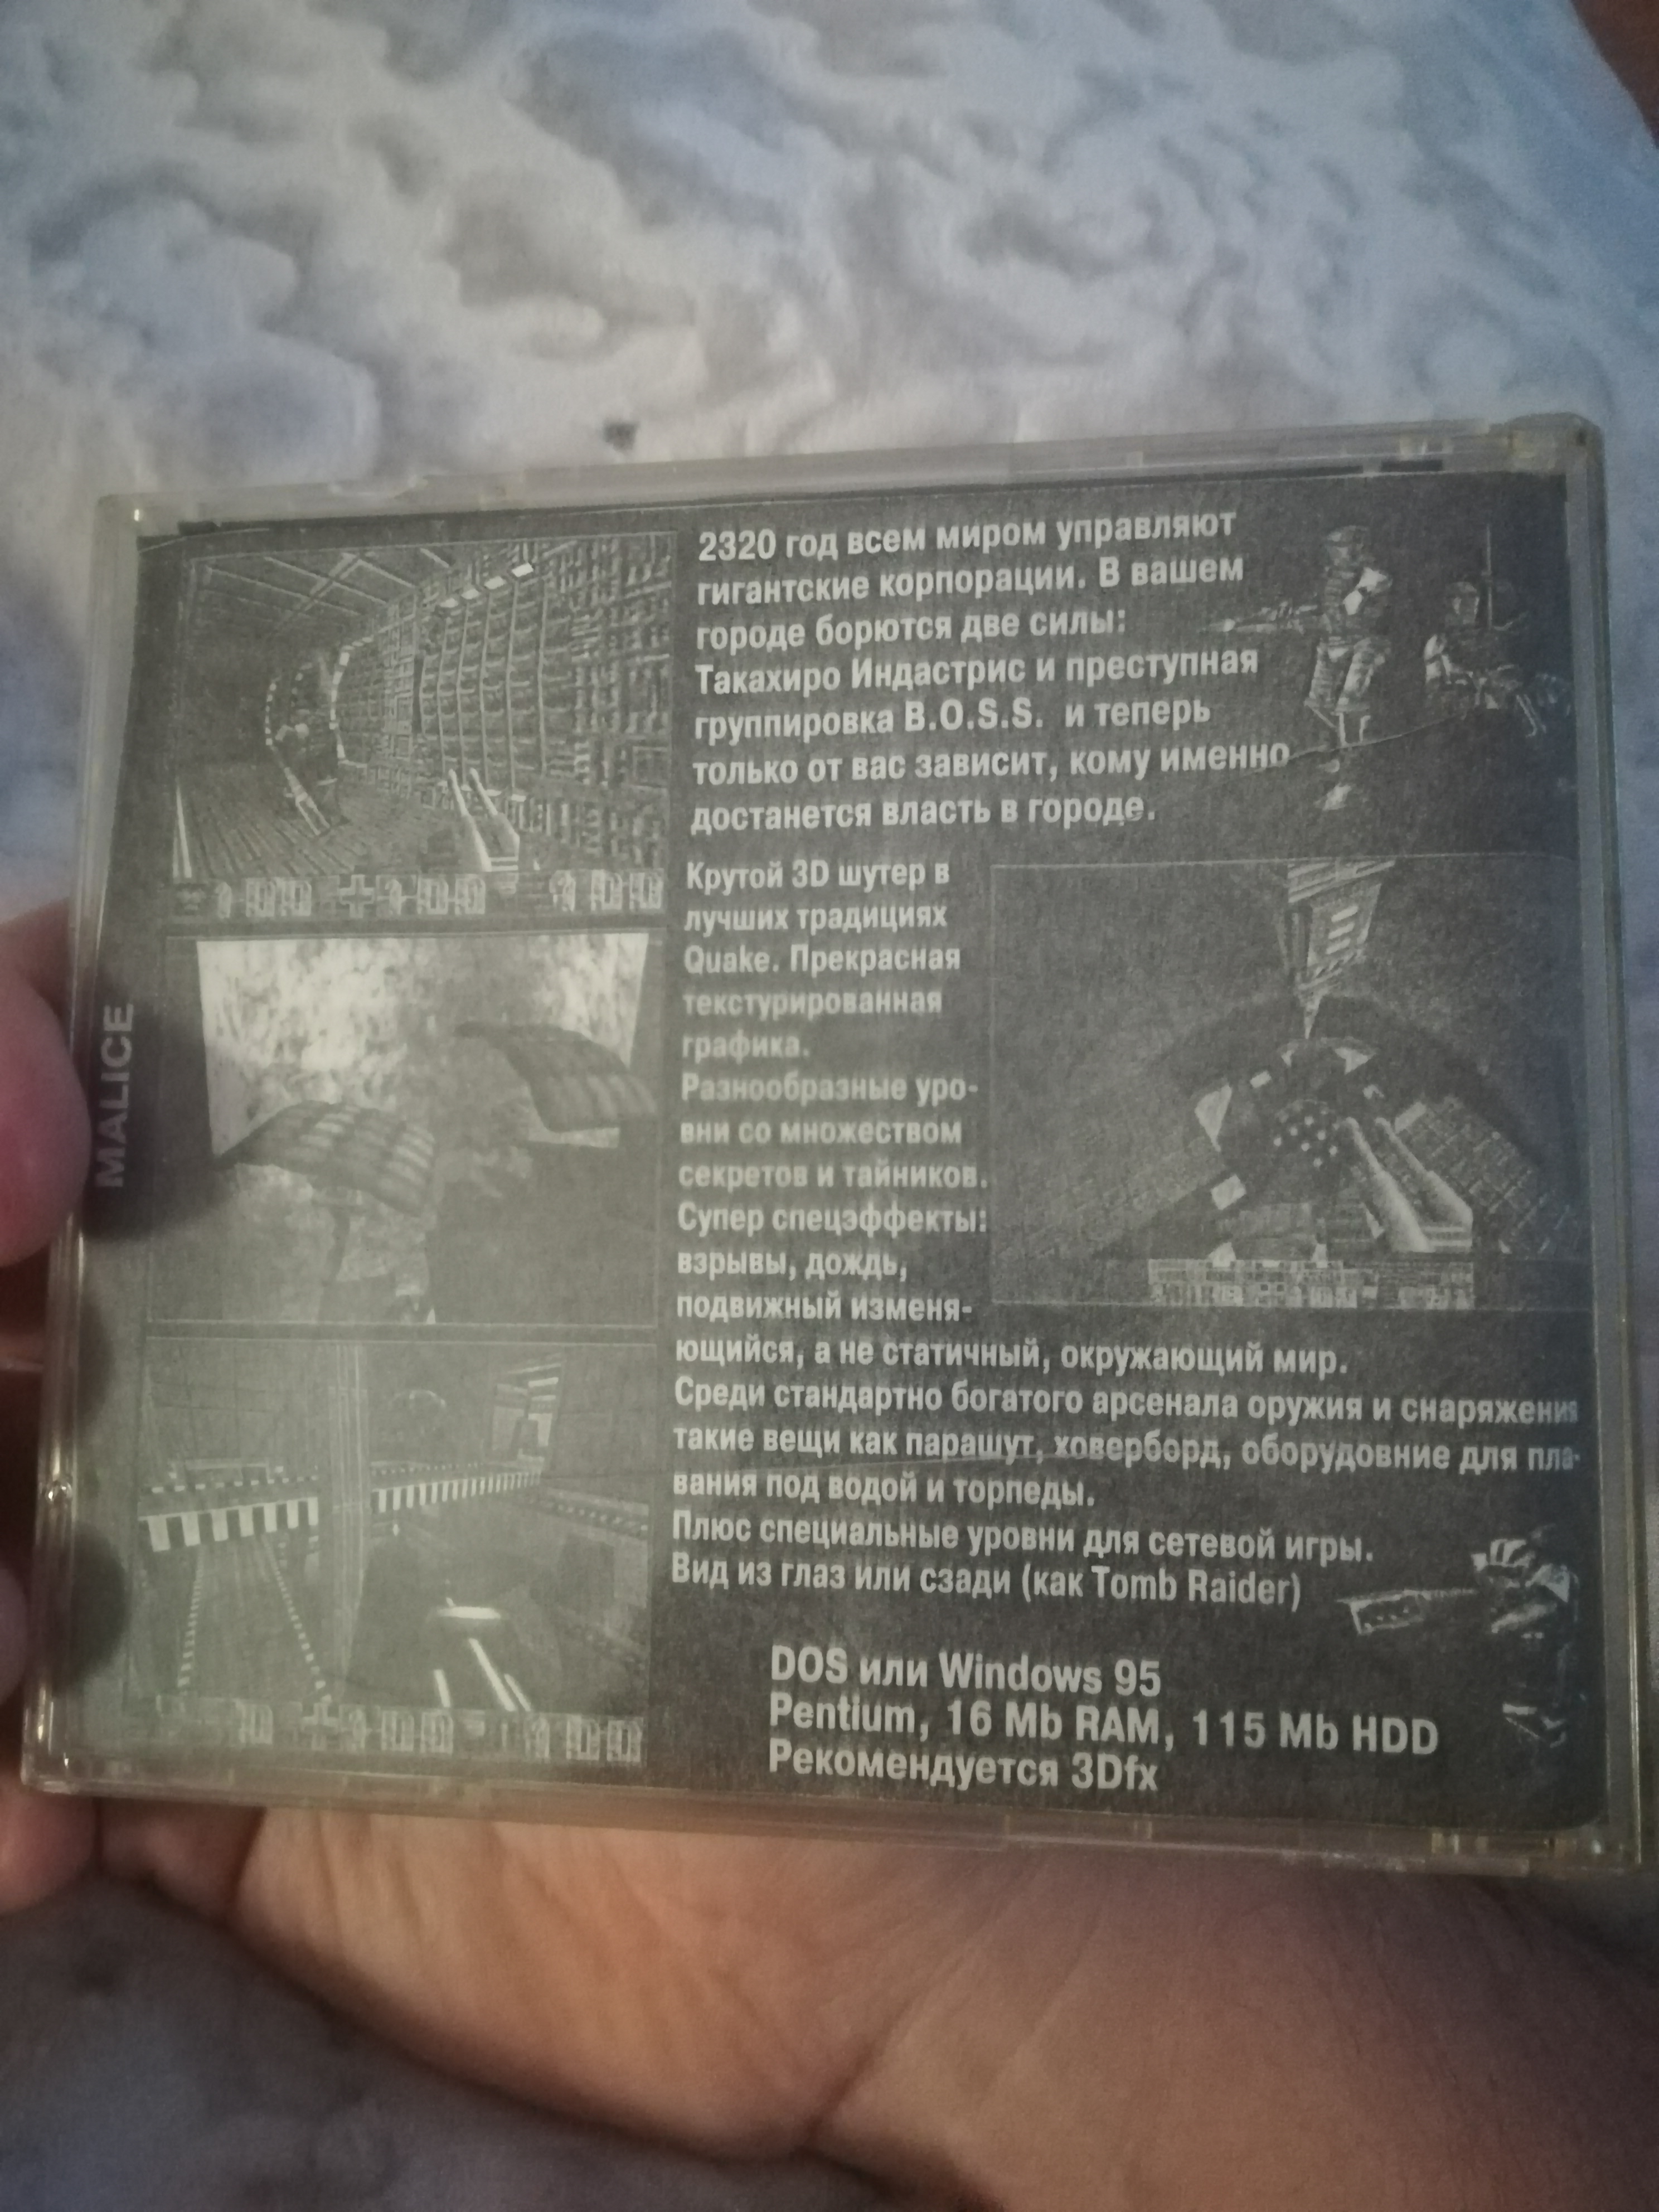 MALICE
2320 год всем миром управляют
гигантские корпорации. В вашем
городе борются две силы:
Такахиро Индастрис и преступная
группировка B.O.S.S. и теперь
только от вас зависит, кому именно
достанется власть в городе.
Крутой 3D шутер в
лучших традициях
Quake. Прекрасная
текстурированная
графика.
Разнообразные уро-
вни со множеством
секретов и тайников.
Супер спецэффекты:
взрывы, дождь,
подвижный изменя-
ющийся, а не статичный, окружающий мир.
Среди стандартно богатого арсенала оружия и снаряжения
такие вещи как парашут, ховерборд, оборудовние для пла-
вания под водой и торпеды.
Плюс специальные уровни для сетевой игры.
Вид из глаз или сзади (как Tomb Raider)
DOS или Windows 95
Pentium, 16 Mb RAM, 115 Mb HDD
Рекомендуется 3Dfx